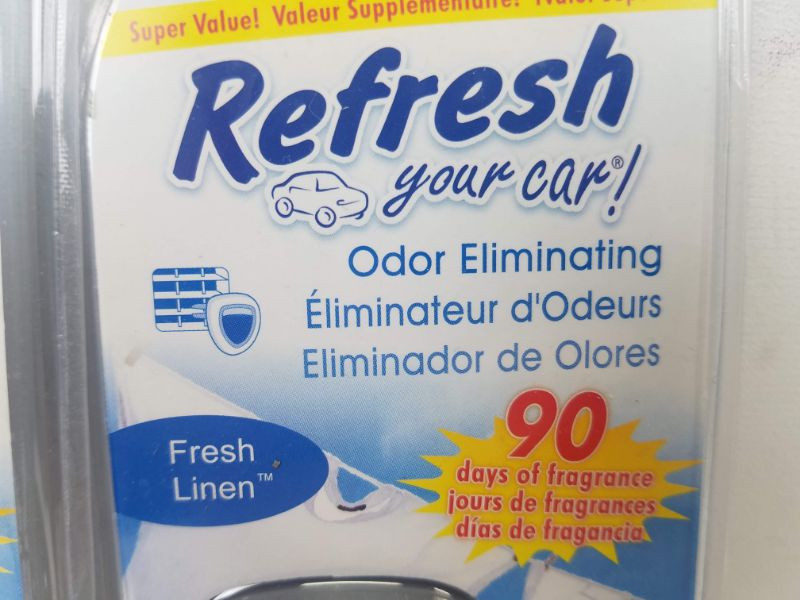 Super Value! Valeur Supplémentaire!
Refresh
your car®!
Odor Eliminating
Éliminateur d'Odeurs
Eliminador de Olores
90
days of fragrance
jours de fragrances
días de fragancia
Fresh
Linen™